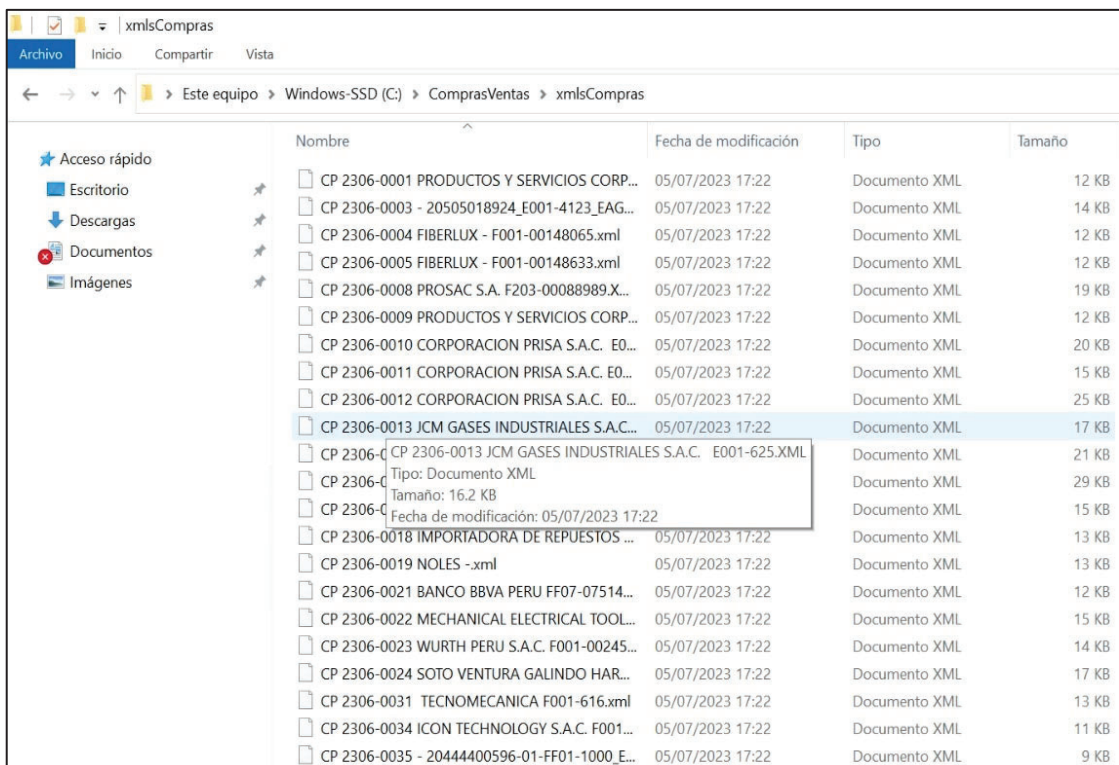 xmlsCompras
Archivo Inicio Compartir Vista
Este equipo > Windows-SSD (C:) > ComprasVentas > xmlsCompras
Nombre Fecha de modificación Tipo Tamaño
Acceso rápido
Escritorio
Descargas
Documentos
Imágenes
CP 2306-0001 PRODUCTOS Y SERVICIOS CORP... 05/07/2023 17:22 Documento XML 12 KB
CP 2306-0003 - 20505018924_E001-4123_EAG... 05/07/2023 17:22 Documento XML 14 KB
CP 2306-0004 FIBERLUX - F001-00148065.xml 05/07/2023 17:22 Documento XML 12 KB
CP 2306-0005 FIBERLUX - F001-00148633.xml 05/07/2023 17:22 Documento XML 12 KB
CP 2306-0008 PROSAC S.A. F203-00088989.X... 05/07/2023 17:22 Documento XML 19 KB
CP 2306-0009 PRODUCTOS Y SERVICIOS CORP... 05/07/2023 17:22 Documento XML 12 KB
CP 2306-0010 CORPORACION PRISA S.A.C. E0... 05/07/2023 17:22 Documento XML 20 KB
CP 2306-0011 CORPORACION PRISA S.A.C. E0... 05/07/2023 17:22 Documento XML 15 KB
CP 2306-0012 CORPORACION PRISA S.A.C. E0... 05/07/2023 17:22 Documento XML 25 KB
CP 2306-0013 JCM GASES INDUSTRIALES S.A.C... 05/07/2023 17:22 Documento XML 17 KB
CP 2306-0 Documento XML 21 KB
CP 2306-0 Documento XML 29 KB
CP 2306-0 Documento XML 15 KB
CP 2306-0013 JCM GASES INDUSTRIALES S.A.C. E001-625.XML
Tipo: Documento XML
Tamaño: 16.2 KB
Fecha de modificación: 05/07/2023 17:22
CP 2306-0018 IMPORTADORA DE REPUESTOS ... 05/07/2023 17:22 Documento XML 13 KB
CP 2306-0019 NOLES -.xml 05/07/2023 17:22 Documento XML 13 KB
CP 2306-0021 BANCO BBVA PERU FF07-07514... 05/07/2023 17:22 Documento XML 12 KB
CP 2306-0022 MECHANICAL ELECTRICAL TOOL... 05/07/2023 17:22 Documento XML 15 KB
CP 2306-0023 WURTH PERU S.A.C. F001-00245... 05/07/2023 17:22 Documento XML 14 KB
CP 2306-0024 SOTO VENTURA GALINDO HAR... 05/07/2023 17:22 Documento XML 17 KB
CP 2306-0031 TECNOMECANICA F001-616.xml 05/07/2023 17:22 Documento XML 13 KB
CP 2306-0034 ICON TECHNOLOGY S.A.C. F001... 05/07/2023 17:22 Documento XML 11 KB
CP 2306-0035 - 20444400596-01-FF01-1000_E... 05/07/2023 17:22 Documento XML 9 KB